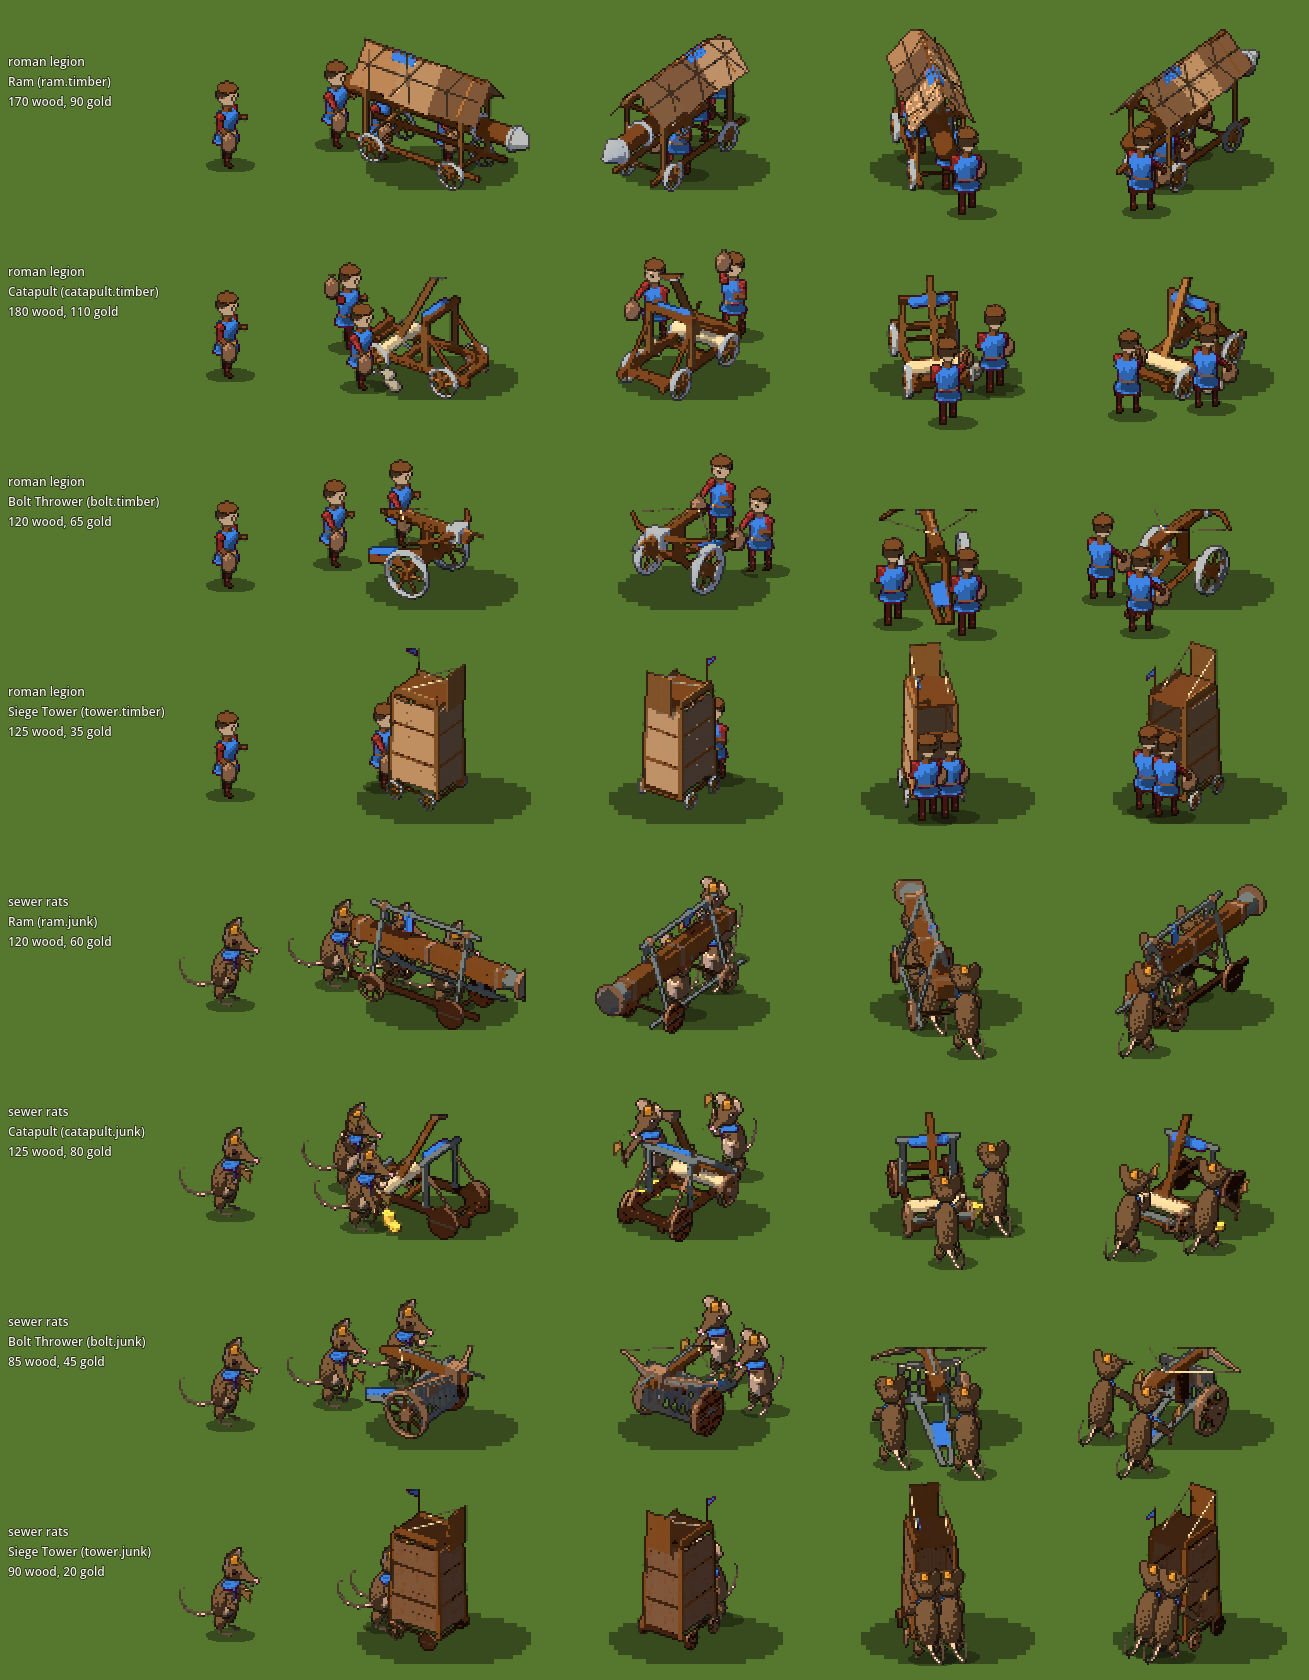 roman legion
Ram (ram.timber)
170 wood, 90 gold
roman legion
Catapult (catapult.timber)
180 wood, 110 gold
roman legion
Bolt Thrower (bolt.timber)
120 wood, 65 gold
roman legion
Siege Tower (tower.timber)
125 wood, 35 gold
sewer rats
Ram (ram.junk)
120 wood, 60 gold
sewer rats
Catapult (catapult.junk)
125 wood, 80 gold
sewer rats
Bolt Thrower (bolt.junk)
85 wood, 45 gold
sewer rats
Siege Tower (tower.junk)
90 wood, 20 gold